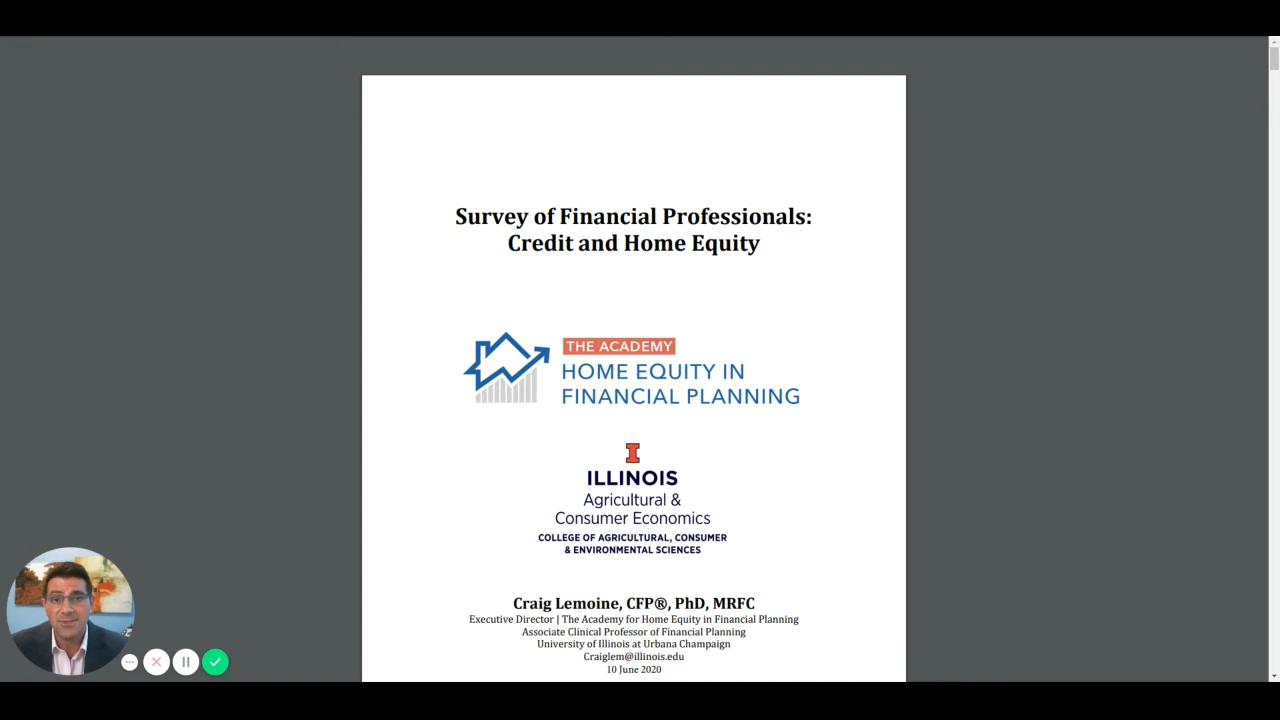 Survey of Financial Professionals:
Credit and Home Equity
THE ACADEMY
HOME EQUITY IN
FINANCIAL PLANNING
I
ILLINOIS
Agricultural &
Consumer Economics
COLLEGE OF AGRICULTURAL, CONSUMER
& ENVIRONMENTAL SCIENCES
Craig Lemoine, CFP®, PhD, MRFC
Executive Director | The Academy for Home Equity in Financial Planning
Associate Clinical Professor of Financial Planning
University of Illinois at Urbana Champaign
Craiglem@illinois.edu
10 June 2020